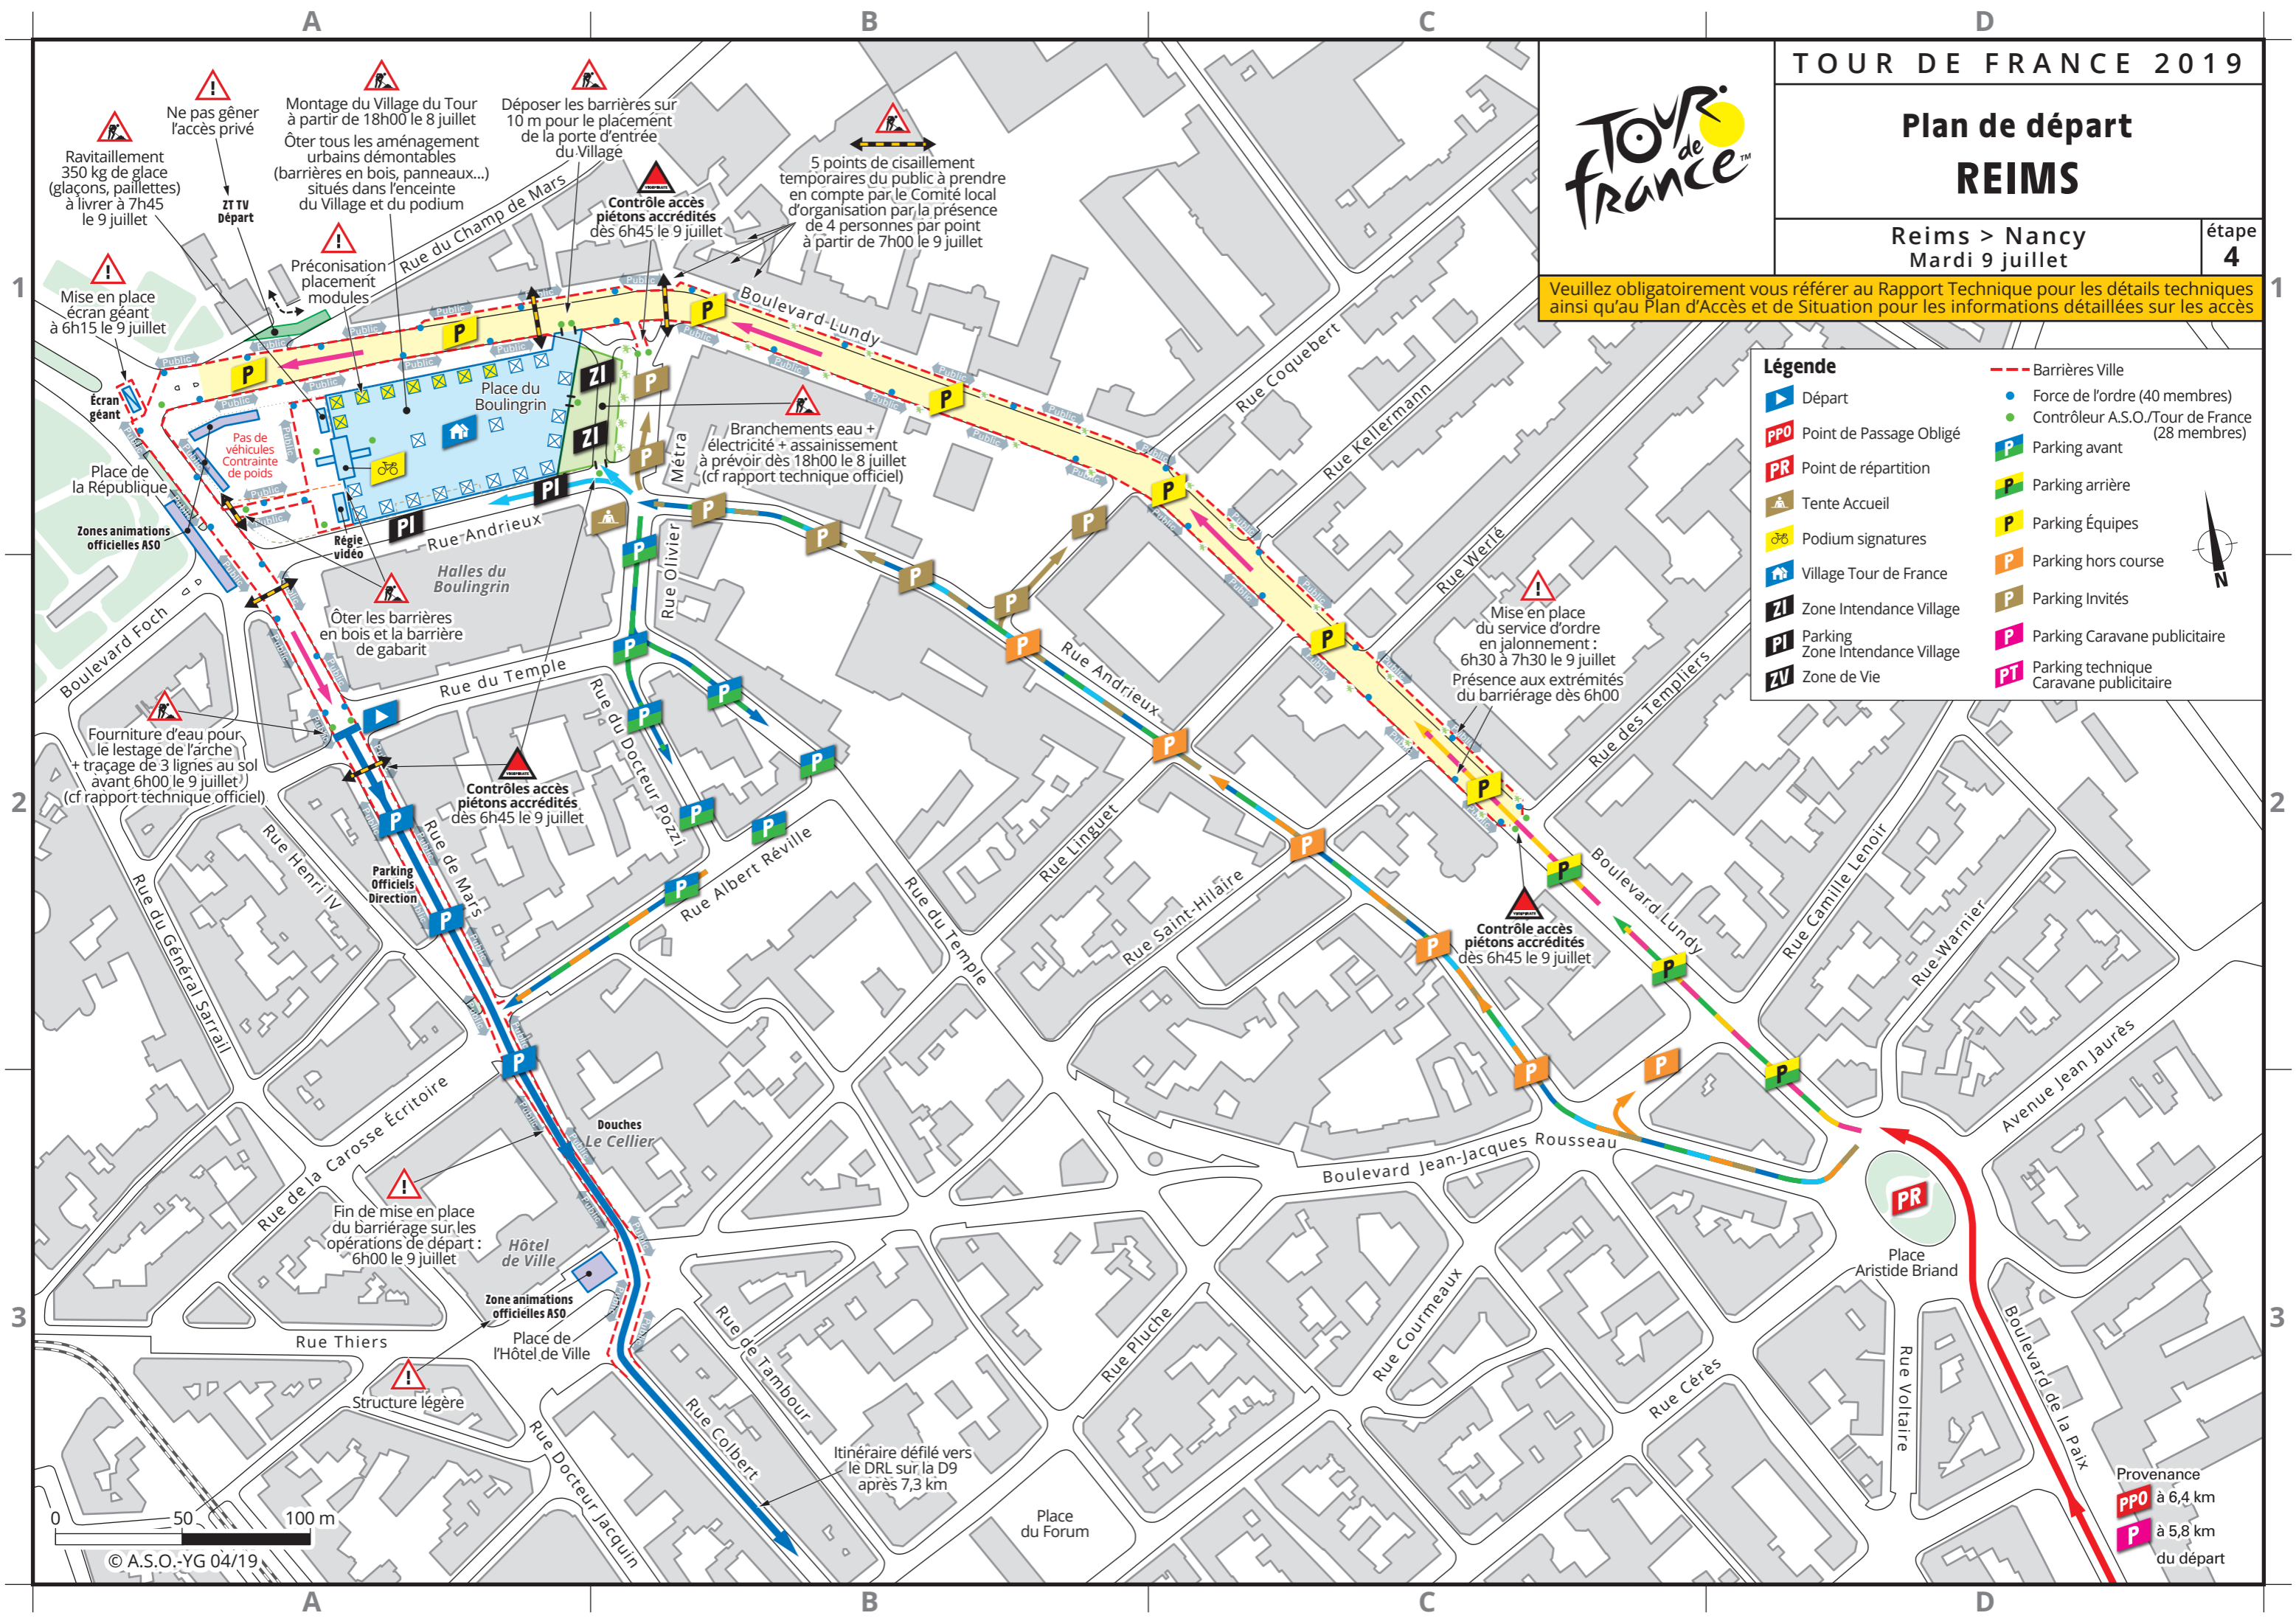 A
B
C
D
TOUR DE FRANCE 2019
TOUR de france™
Plan de départ
REIMS
Reims > Nancy
Mardi 9 juillet
étape
4
Veuillez obligatoirement vous référer au Rapport Technique pour les détails techniques
ainsi qu'au Plan d'Accès et de Situation pour les informations détaillées sur les accès
Légende
Départ
PPO Point de Passage Obligé
PR Point de répartition
Tente Accueil
Podium signatures
Village Tour de France
ZI Zone Intendance Village
PI Parking
Zone Intendance Village
ZV Zone de Vie
Barrières Ville
Force de l'ordre (40 membres)
Contrôleur A.S.O./Tour de France
(28 membres)
P Parking avant
P Parking arrière
P Parking Équipes
P Parking hors course
P Parking Invités
P Parking Caravane publicitaire
PT Parking technique
Caravane publicitaire
N
1
1
2
2
3
3
Ne pas gêner
l'accès privé
ZT TV
Départ
Ravitaillement
350 kg de glace
(glaçons, paillettes)
à livrer à 7h45
le 9 juillet
Montage du Village du Tour
à partir de 18h00 le 8 juillet
Ôter tous les aménagement
urbains démontables
(barrières en bois, panneaux...)
situés dans l'enceinte
du Village et du podium
Déposer les barrières sur
10 m pour le placement
de la porte d'entrée
du Village
Contrôle accès
piétons accrédités
dès 6h45 le 9 juillet
5 points de cisaillement
temporaires du public à prendre
en compte par le Comité local
d'organisation par la présence
de 4 personnes par point
à partir de 7h00 le 9 juillet
Préconisation
placement
modules
Mise en place
écran géant
à 6h15 le 9 juillet
Rue du Champ de Mars
Boulevard Lundy
Public
P
Écran
géant
Place du
Boulingrin
ZI
ZI
PI
PI
Pas de
véhicules
Contrainte
de poids
Place de
la République
Zones animations
officielles ASO
Régie
vidéo
Rue Andrieux
Métra
Branchements eau +
électricité + assainissement
à prévoir dès 18h00 le 8 juillet
(cf rapport technique officiel)
Rue Coquebert
Rue Kellermann
Rue Werlé
Rue des Templiers
Halles du
Boulingrin
Rue Olivier
Ôter les barrières
en bois et la barrière
de gabarit
Boulevard Foch
Rue du Temple
Rue Andrieux
Mise en place
du service d'ordre
en jalonnement :
6h30 à 7h30 le 9 juillet
Présence aux extrémités
du barriérage dès 6h00
Fourniture d'eau pour
le lestage de l'arche
+ traçage de 3 lignes au sol
avant 6h00 le 9 juillet
(cf rapport technique officiel)
Contrôles accès
piétons accrédités
dès 6h45 le 9 juillet
Rue du Docteur Pozzi
Rue Albert Réville
Rue de Mars
Rue Henri IV
Parking
Officiels
Direction
Rue du Général Sarrail
Rue du Temple
Rue Linguet
Rue Saint-Hilaire
Contrôle accès
piétons accrédités
dès 6h45 le 9 juillet
Boulevard Lundy
Rue Camille Lenoir
Rue Warnier
Avenue Jean Jaurès
Rue de la Carosse Écritoire
Douches
Le Cellier
Boulevard Jean-Jacques Rousseau
PR
Place
Aristide Briand
Fin de mise en place
du barriérage sur les
opérations de départ :
6h00 le 9 juillet
Hôtel
de Ville
Zone animations
officielles ASO
Place de
l'Hôtel de Ville
Rue Thiers
Structure légère
Rue de Tambour
Rue Colbert
Rue Docteur Jacquin
Rue Pluche
Rue Courmeaux
Rue Cérès
Rue Voltaire
Boulevard de la Paix
Itinéraire défilé vers
le DRL sur la D9
après 7,3 km
Place
du Forum
Provenance
PPO à 6,4 km
P à 5,8 km
du départ
0 50 100 m
© A.S.O.-YG 04/19
A
B
C
D